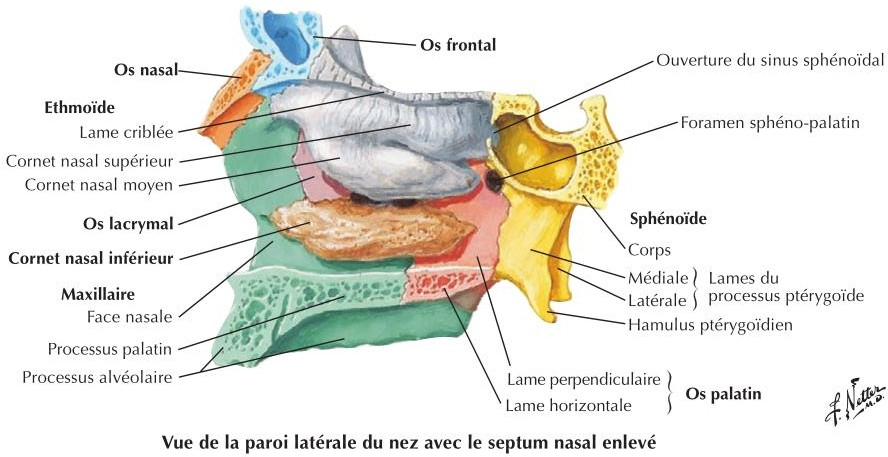 Os frontal
Os nasal
Ethmoïde
Lame criblée
Cornet nasal supérieur
Cornet nasal moyen
Os lacrymal
Cornet nasal inférieur
Maxillaire
Face nasale
Processus palatin
Processus alvéolaire
Ouverture du sinus sphénoïdal
Foramen sphéno-palatin
Sphénoïde
Corps
Médiale
Latérale
Lames du
processus ptérygoïde
Hamulus ptérygoïdien
Lame perpendiculaire
Lame horizontale
Os palatin
F. Netter
M.D.
Vue de la paroi latérale du nez avec le septum nasal enlevé